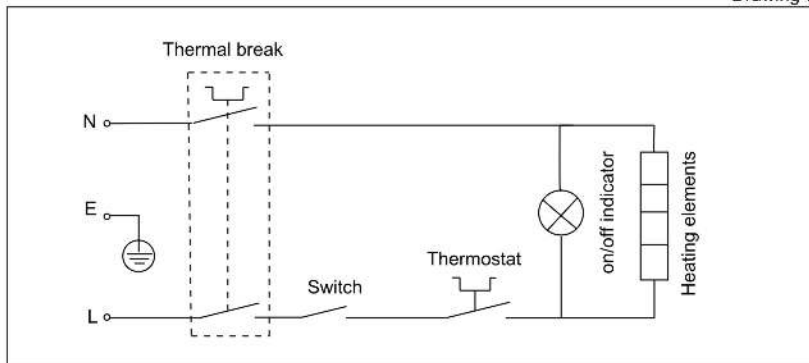 Thermal break
N
E
L
Switch
Thermostat
on/off indicator
Heating elements